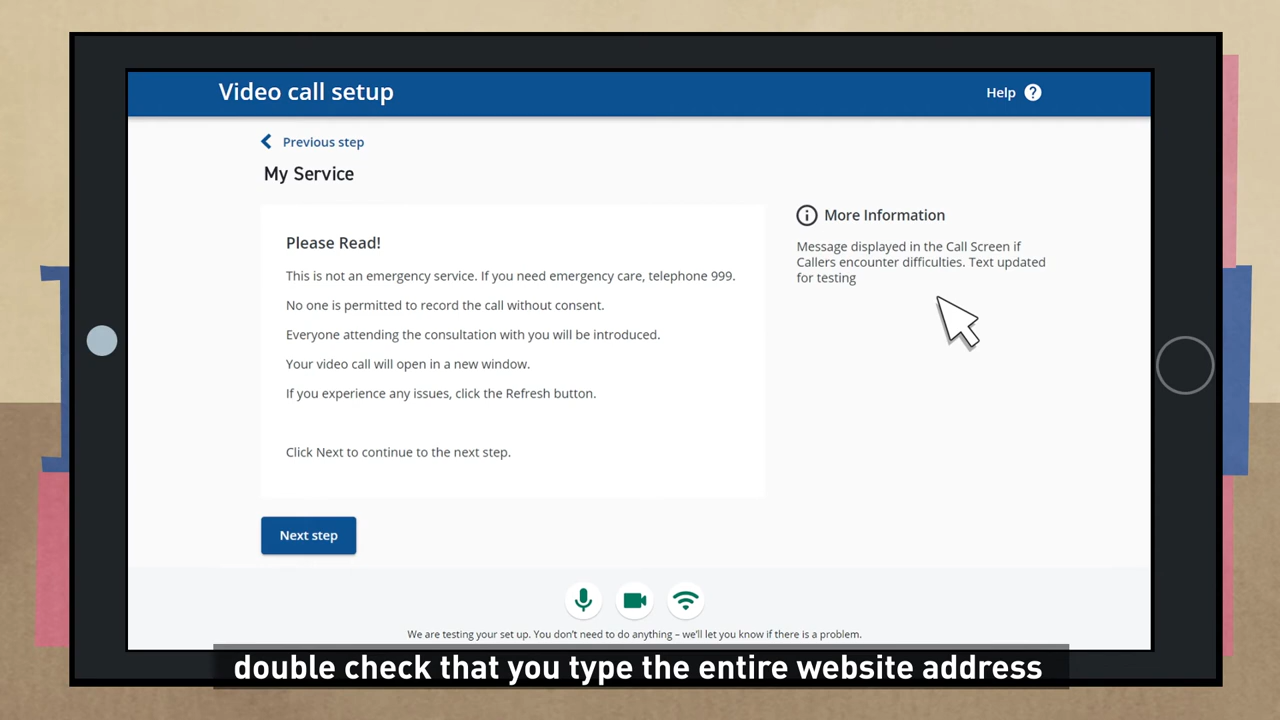 Video call setup
Help ?
Previous step
My Service
Please Read!
This is not an emergency service. If you need emergency care, telephone 999.
No one is permitted to record the call without consent.
Everyone attending the consultation with you will be introduced.
Your video call will open in a new window.
If you experience any issues, click the Refresh button.
Click Next to continue to the next step.
Next step
More Information
Message displayed in the Call Screen if
Callers encounter difficulties. Text updated
for testing
We are testing your set up. You don't need to do anything – we'll let you know if there is a problem.
double check that you type the entire website address